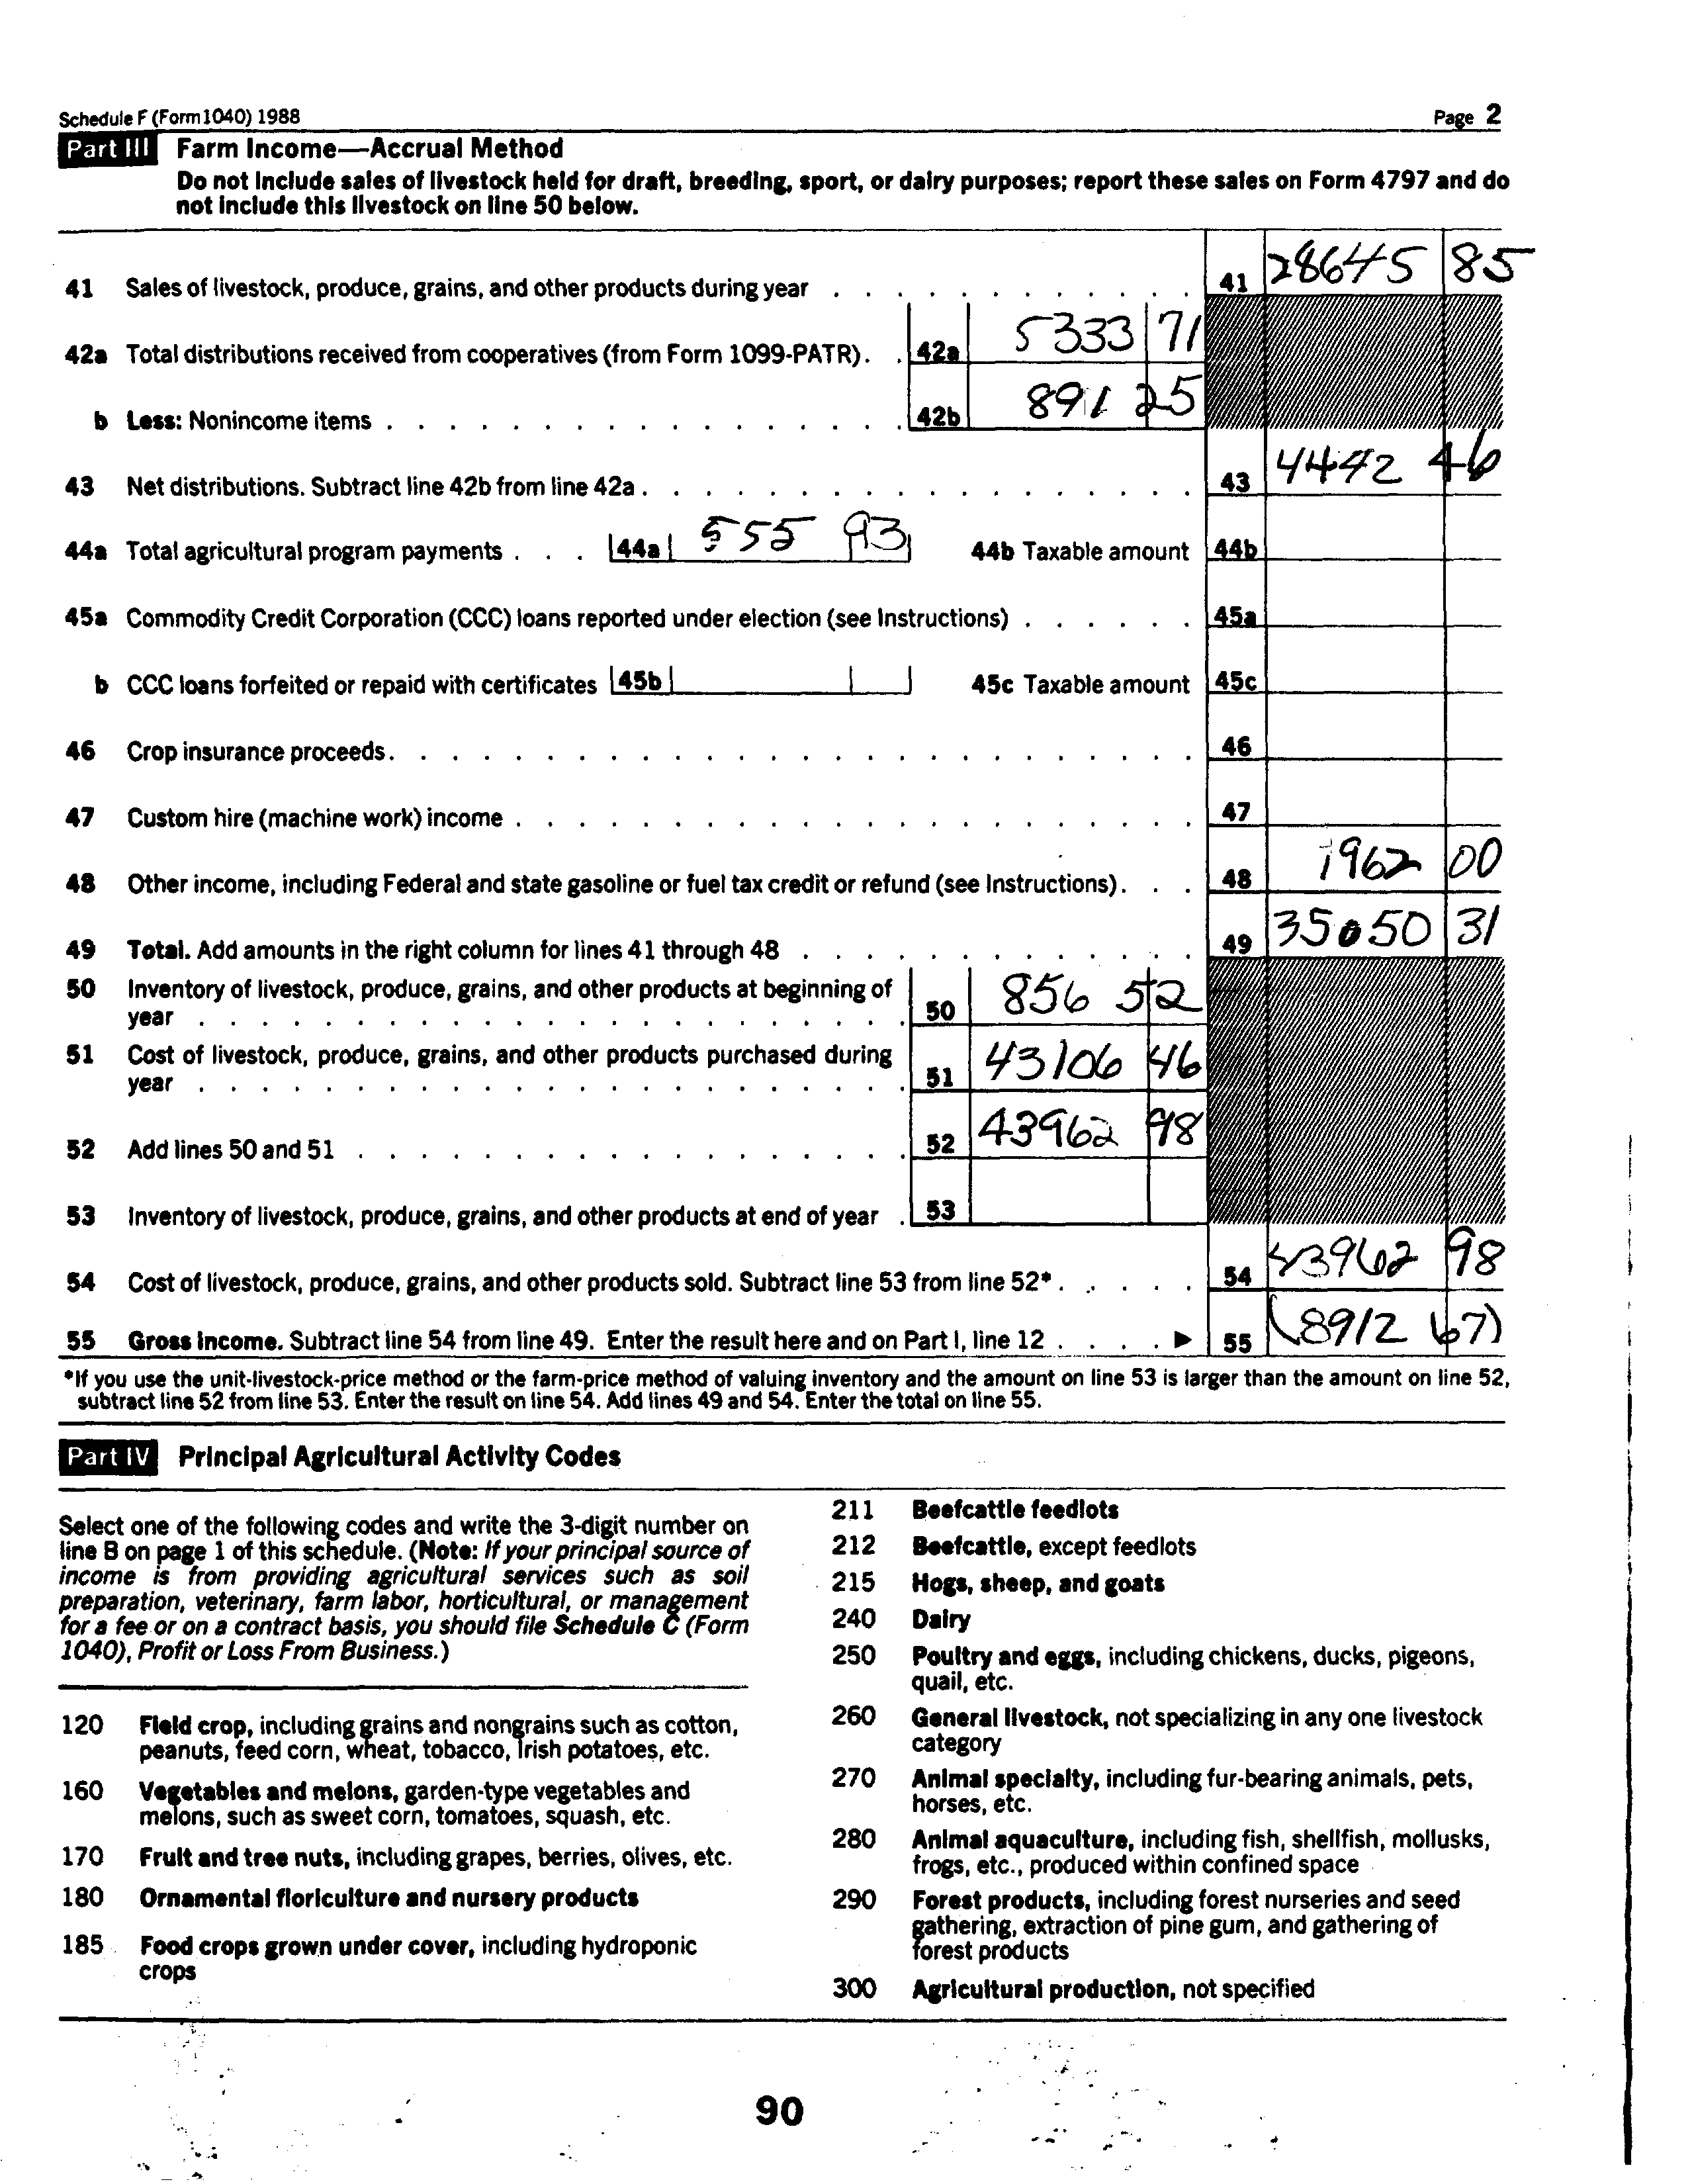 Schedule F (Form 1040) 1988 Page 2
Part III Farm Income—Accrual Method
Do not include sales of livestock held for draft, breeding, sport, or dairy purposes; report these sales on Form 4797 and do
not include this livestock on line 50 below.
41 Sales of livestock, produce, grains, and other products during year . . . . . . . . . . . . 41 28645 85
42a Total distributions received from cooperatives (from Form 1099-PATR) . . 42a 5333 71
b Less: Nonincome items . . . . . . . . . . . . . . . . . 42b 891 25
43 Net distributions. Subtract line 42b from line 42a . . . . . . . . . . . . . . . . . . 43 4442 46
44a Total agricultural program payments . . . 44a 555 93 44b Taxable amount 44b
45a Commodity Credit Corporation (CCC) loans reported under election (see Instructions) . . . . . . 45a
b CCC loans forfeited or repaid with certificates 45b 45c Taxable amount 45c
46 Crop insurance proceeds . . . . . . . . . . . . . . . . . . . . . . . . . . 46
47 Custom hire (machine work) income . . . . . . . . . . . . . . . . . . . . . . 47
48 Other income, including Federal and state gasoline or fuel tax credit or refund (see Instructions) . . . 48 1962 00
49 Total. Add amounts in the right column for lines 41 through 48 . . . . . . . . . . . . . 49 35050 31
50 Inventory of livestock, produce, grains, and other products at beginning of
year . . . . . . . . . . . . . . . . . . . . . . . 50 856 52
51 Cost of livestock, produce, grains, and other products purchased during
year . . . . . . . . . . . . . . . . . . . . . . . 51 43106 46
52 Add lines 50 and 51 . . . . . . . . . . . . . . . . . . 52 43962 98
53 Inventory of livestock, produce, grains, and other products at end of year . 53
54 Cost of livestock, produce, grains, and other products sold. Subtract line 53 from line 52* . . . . . 54 43962 98
55 Gross income. Subtract line 54 from line 49. Enter the result here and on Part I, line 12 . . . . ▶ 55 (8912 67)
*If you use the unit-livestock-price method or the farm-price method of valuing inventory and the amount on line 53 is larger than the amount on line 52,
subtract line 52 from line 53. Enter the result on line 54. Add lines 49 and 54. Enter the total on line 55.
Part IV Principal Agricultural Activity Codes
Select one of the following codes and write the 3-digit number on
line B on page 1 of this schedule. (Note: If your principal source of
income is from providing agricultural services such as soil
preparation, veterinary, farm labor, horticultural, or management
for a fee or on a contract basis, you should file Schedule C (Form
1040), Profit or Loss From Business.)
120 Field crop, including grains and nongrains such as cotton,
peanuts, feed corn, wheat, tobacco, Irish potatoes, etc.
160 Vegetables and melons, garden-type vegetables and
melons, such as sweet corn, tomatoes, squash, etc.
170 Fruit and tree nuts, including grapes, berries, olives, etc.
180 Ornamental floriculture and nursery products
185 Food crops grown under cover, including hydroponic
crops
211 Beefcattle feedlots
212 Beefcattle, except feedlots
215 Hogs, sheep, and goats
240 Dairy
250 Poultry and eggs, including chickens, ducks, pigeons,
quail, etc.
260 General livestock, not specializing in any one livestock
category
270 Animal specialty, including fur-bearing animals, pets,
horses, etc.
280 Animal aquaculture, including fish, shellfish, mollusks,
frogs, etc., produced within confined space
290 Forest products, including forest nurseries and seed
gathering, extraction of pine gum, and gathering of
forest products
300 Agricultural production, not specified
90